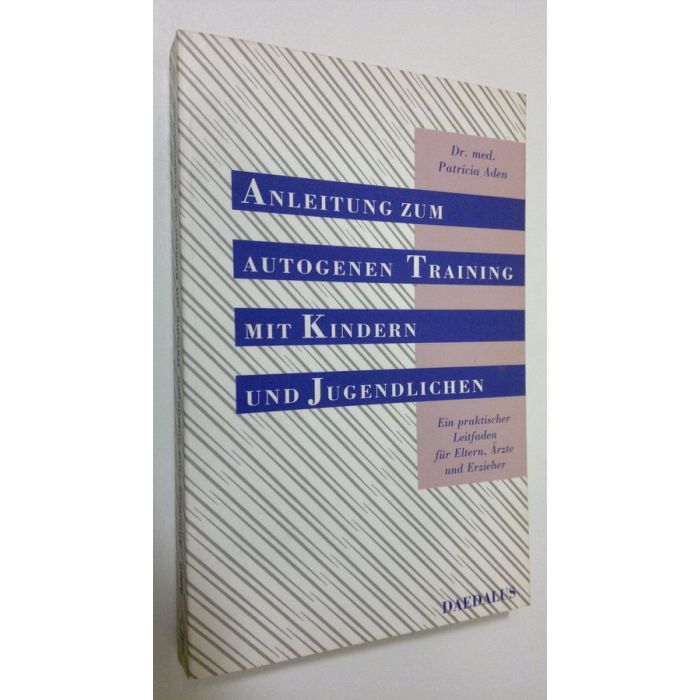 Dr. med.
Patricia Aden
ANLEITUNG ZUM
AUTOGENEN TRAINING
MIT KINDERN
UND JUGENDLICHEN
Ein praktischer
Leitfaden
für Eltern, Ärzte
und Erzieher
DAEDALUS